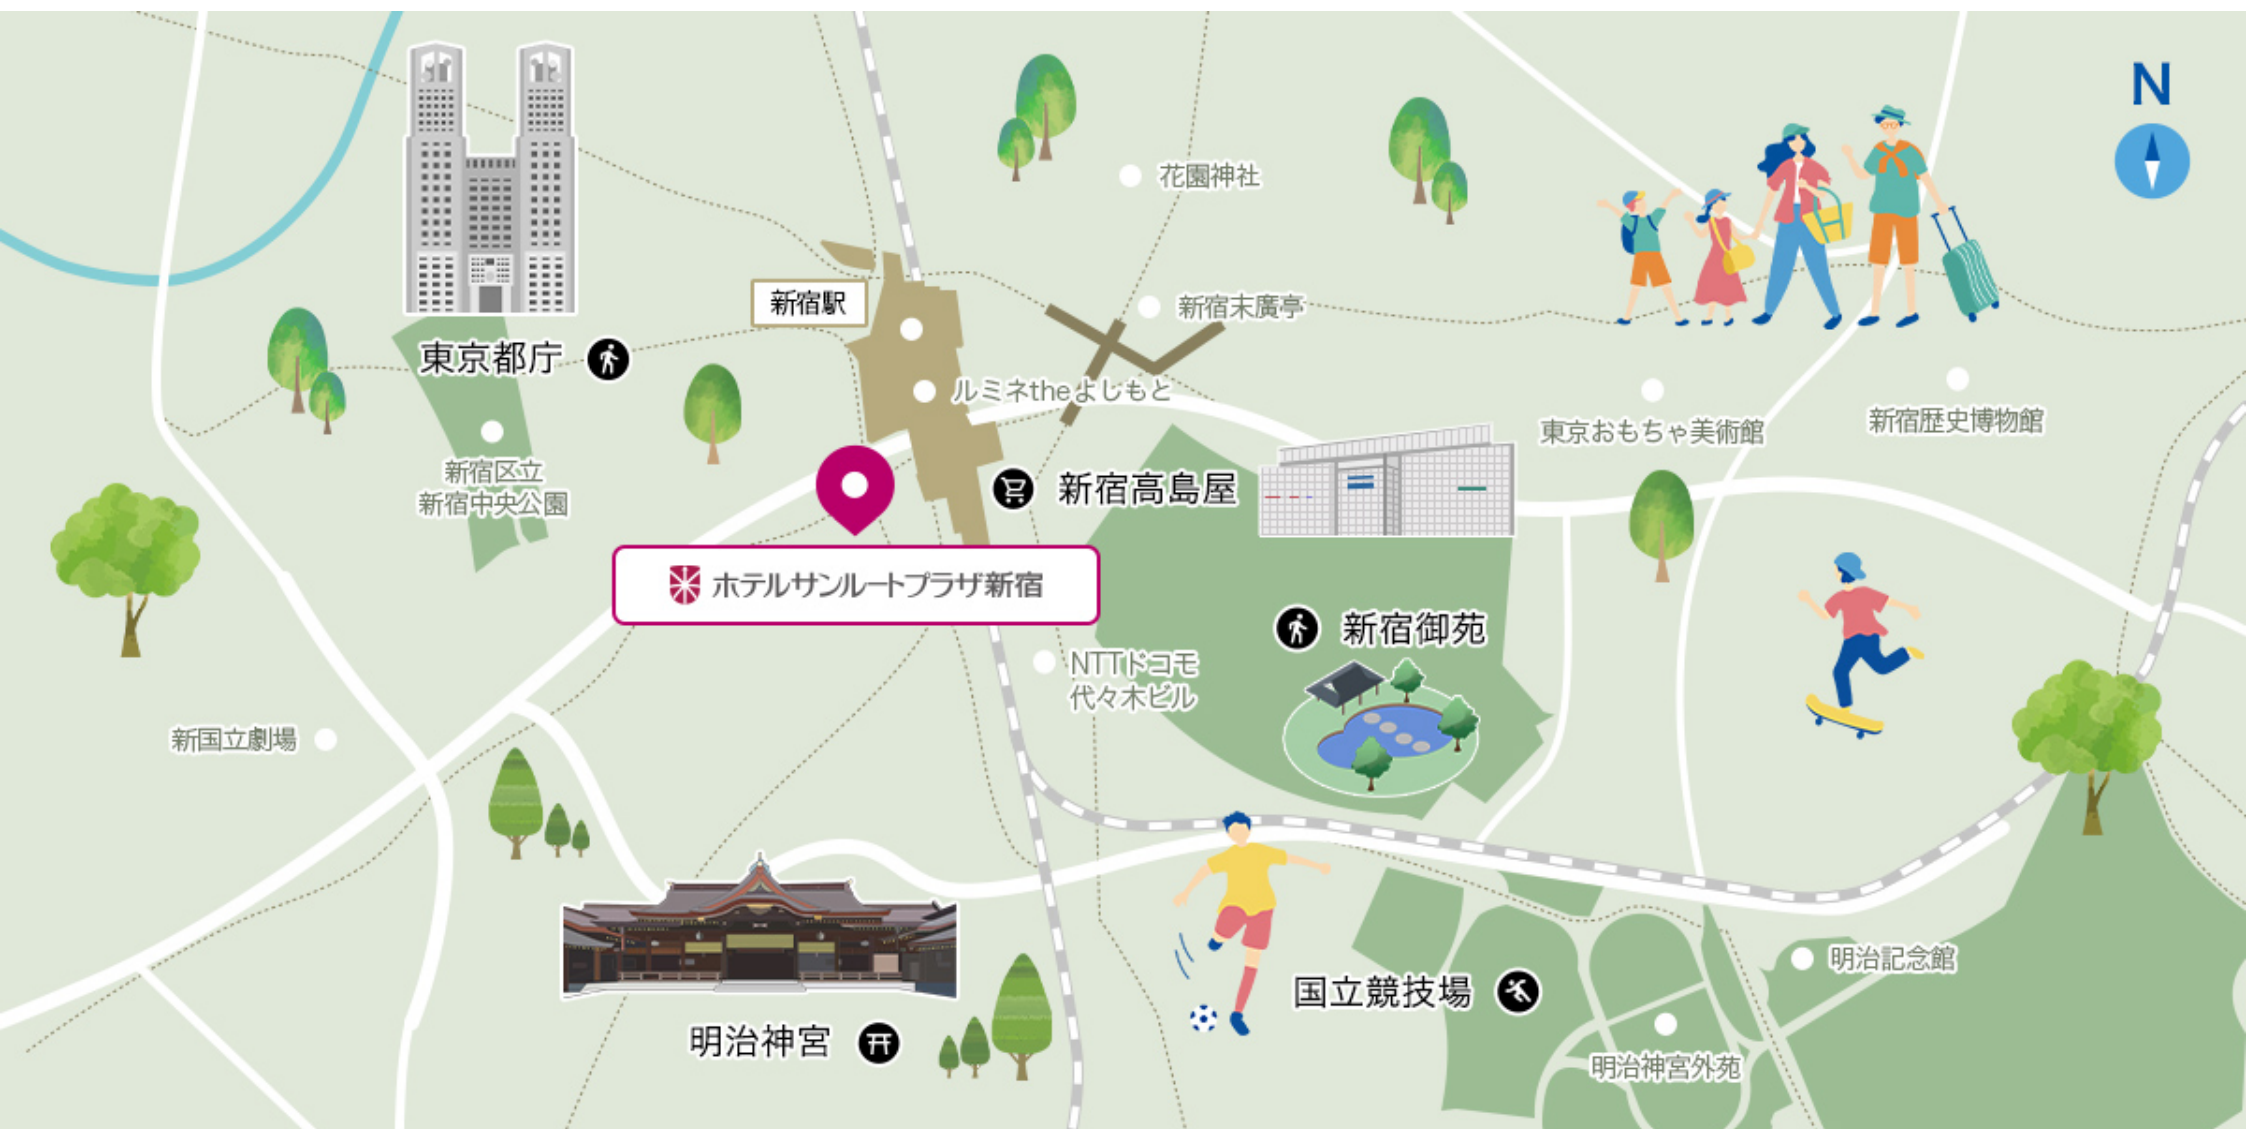 N
花園神社
新宿駅
新宿末廣亭
東京都庁
ルミネtheよしもと
東京おもちゃ美術館
新宿歴史博物館
新宿区立
新宿中央公園
新宿高島屋
ホテルサンルートプラザ新宿
新宿御苑
NTTドコモ
代々木ビル
新国立劇場
明治記念館
国立競技場
明治神宮
明治神宮外苑